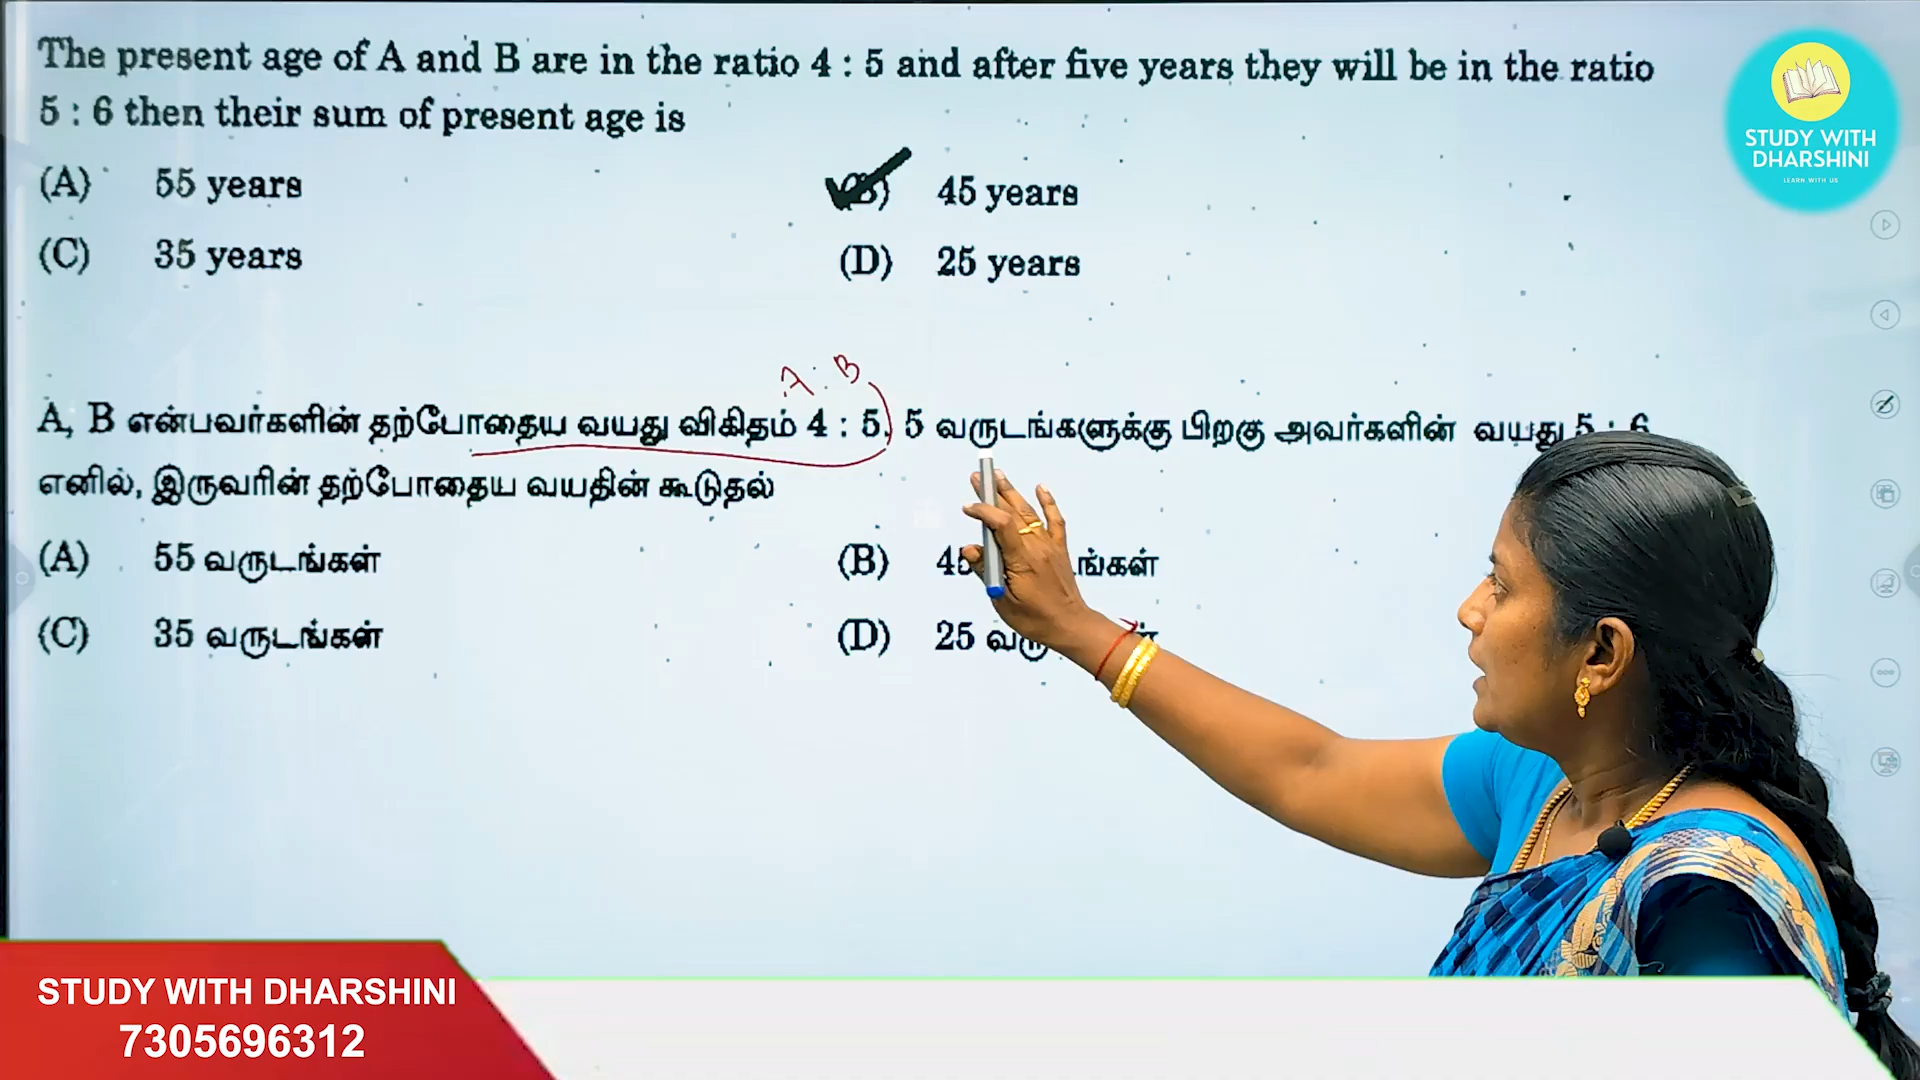 The present age of A and B are in the ratio 4 : 5 and after five years they will be in the ratio
5 : 6 then their sum of present age is
(A) 55 years
(B) 45 years
(C) 35 years
(D) 25 years
STUDY WITH
DHARSHINI
LEARN WITH US
A : B
A, B என்பவர்களின் தற்போதைய வயது விகிதம் 4 : 5, 5 வருடங்களுக்கு பிறகு அவர்களின் வயது 5 : 6
எனில், இருவரின் தற்போதைய வயதின் கூடுதல்
(A) 55 வருடங்கள்
(B) 45
(C) 35 வருடங்கள்
(D) 25
STUDY WITH DHARSHINI
7305696312